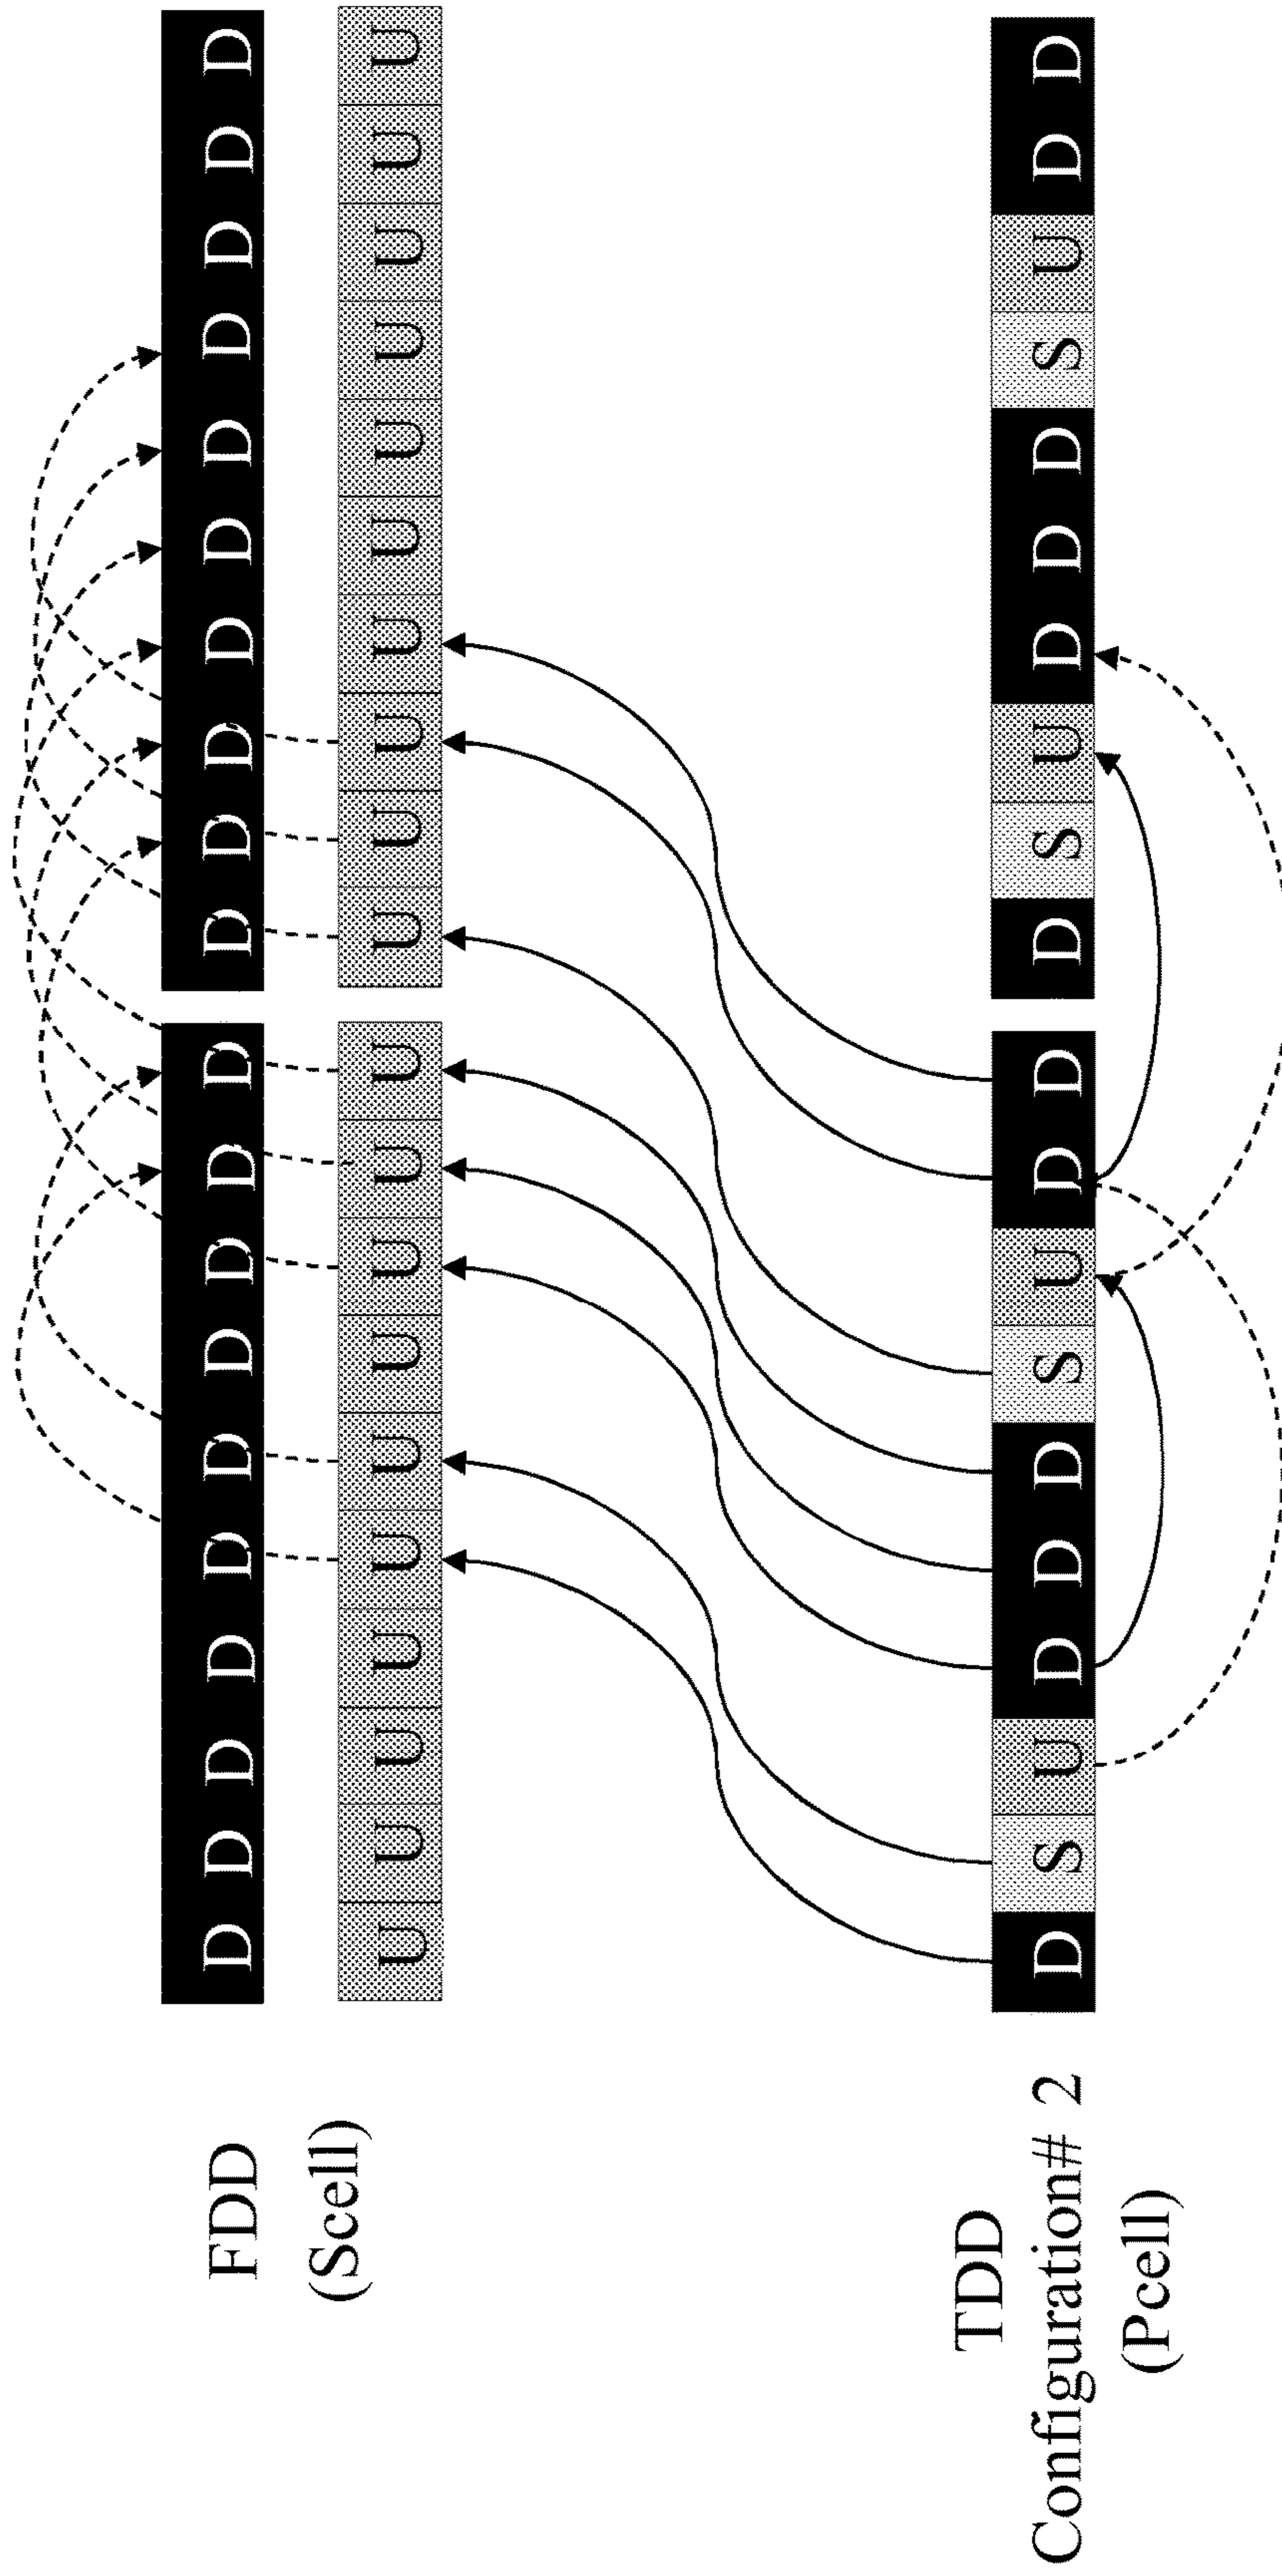 FDD
(Scell)
D D D D D D D D D D
D D D D D D D D D D
U U U U U U U U U U
U U U U U U U U U U
TDD
Configuration# 2
(Pcell)
D S U D D D S U D D
D S U D D D S U D D